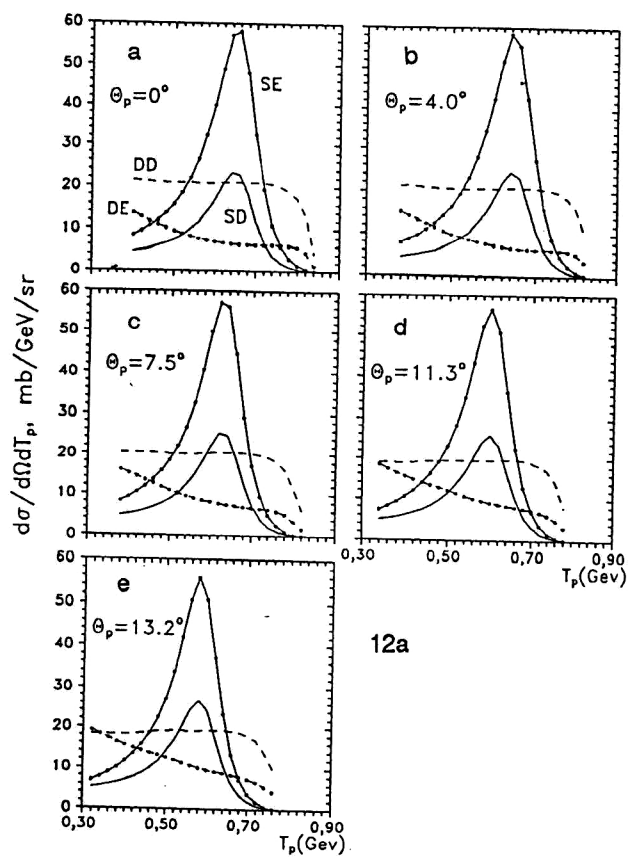 60
50
40
30
20
10
0
a
Θp=0°
SE
DD
DE
SD
b
Θp=4.0°
60
50
40
30
20
10
0
c
Θp=7.5°
d
Θp=11.3°
0,30 0,50 0,70 0,90
Tp(Gev)
dσ/dΩdTp, mb/GeV/sr
60
50
40
30
20
10
0
e
Θp=13.2°
0,30 0,50 0,70 0,90
Tp(Gev)
12a